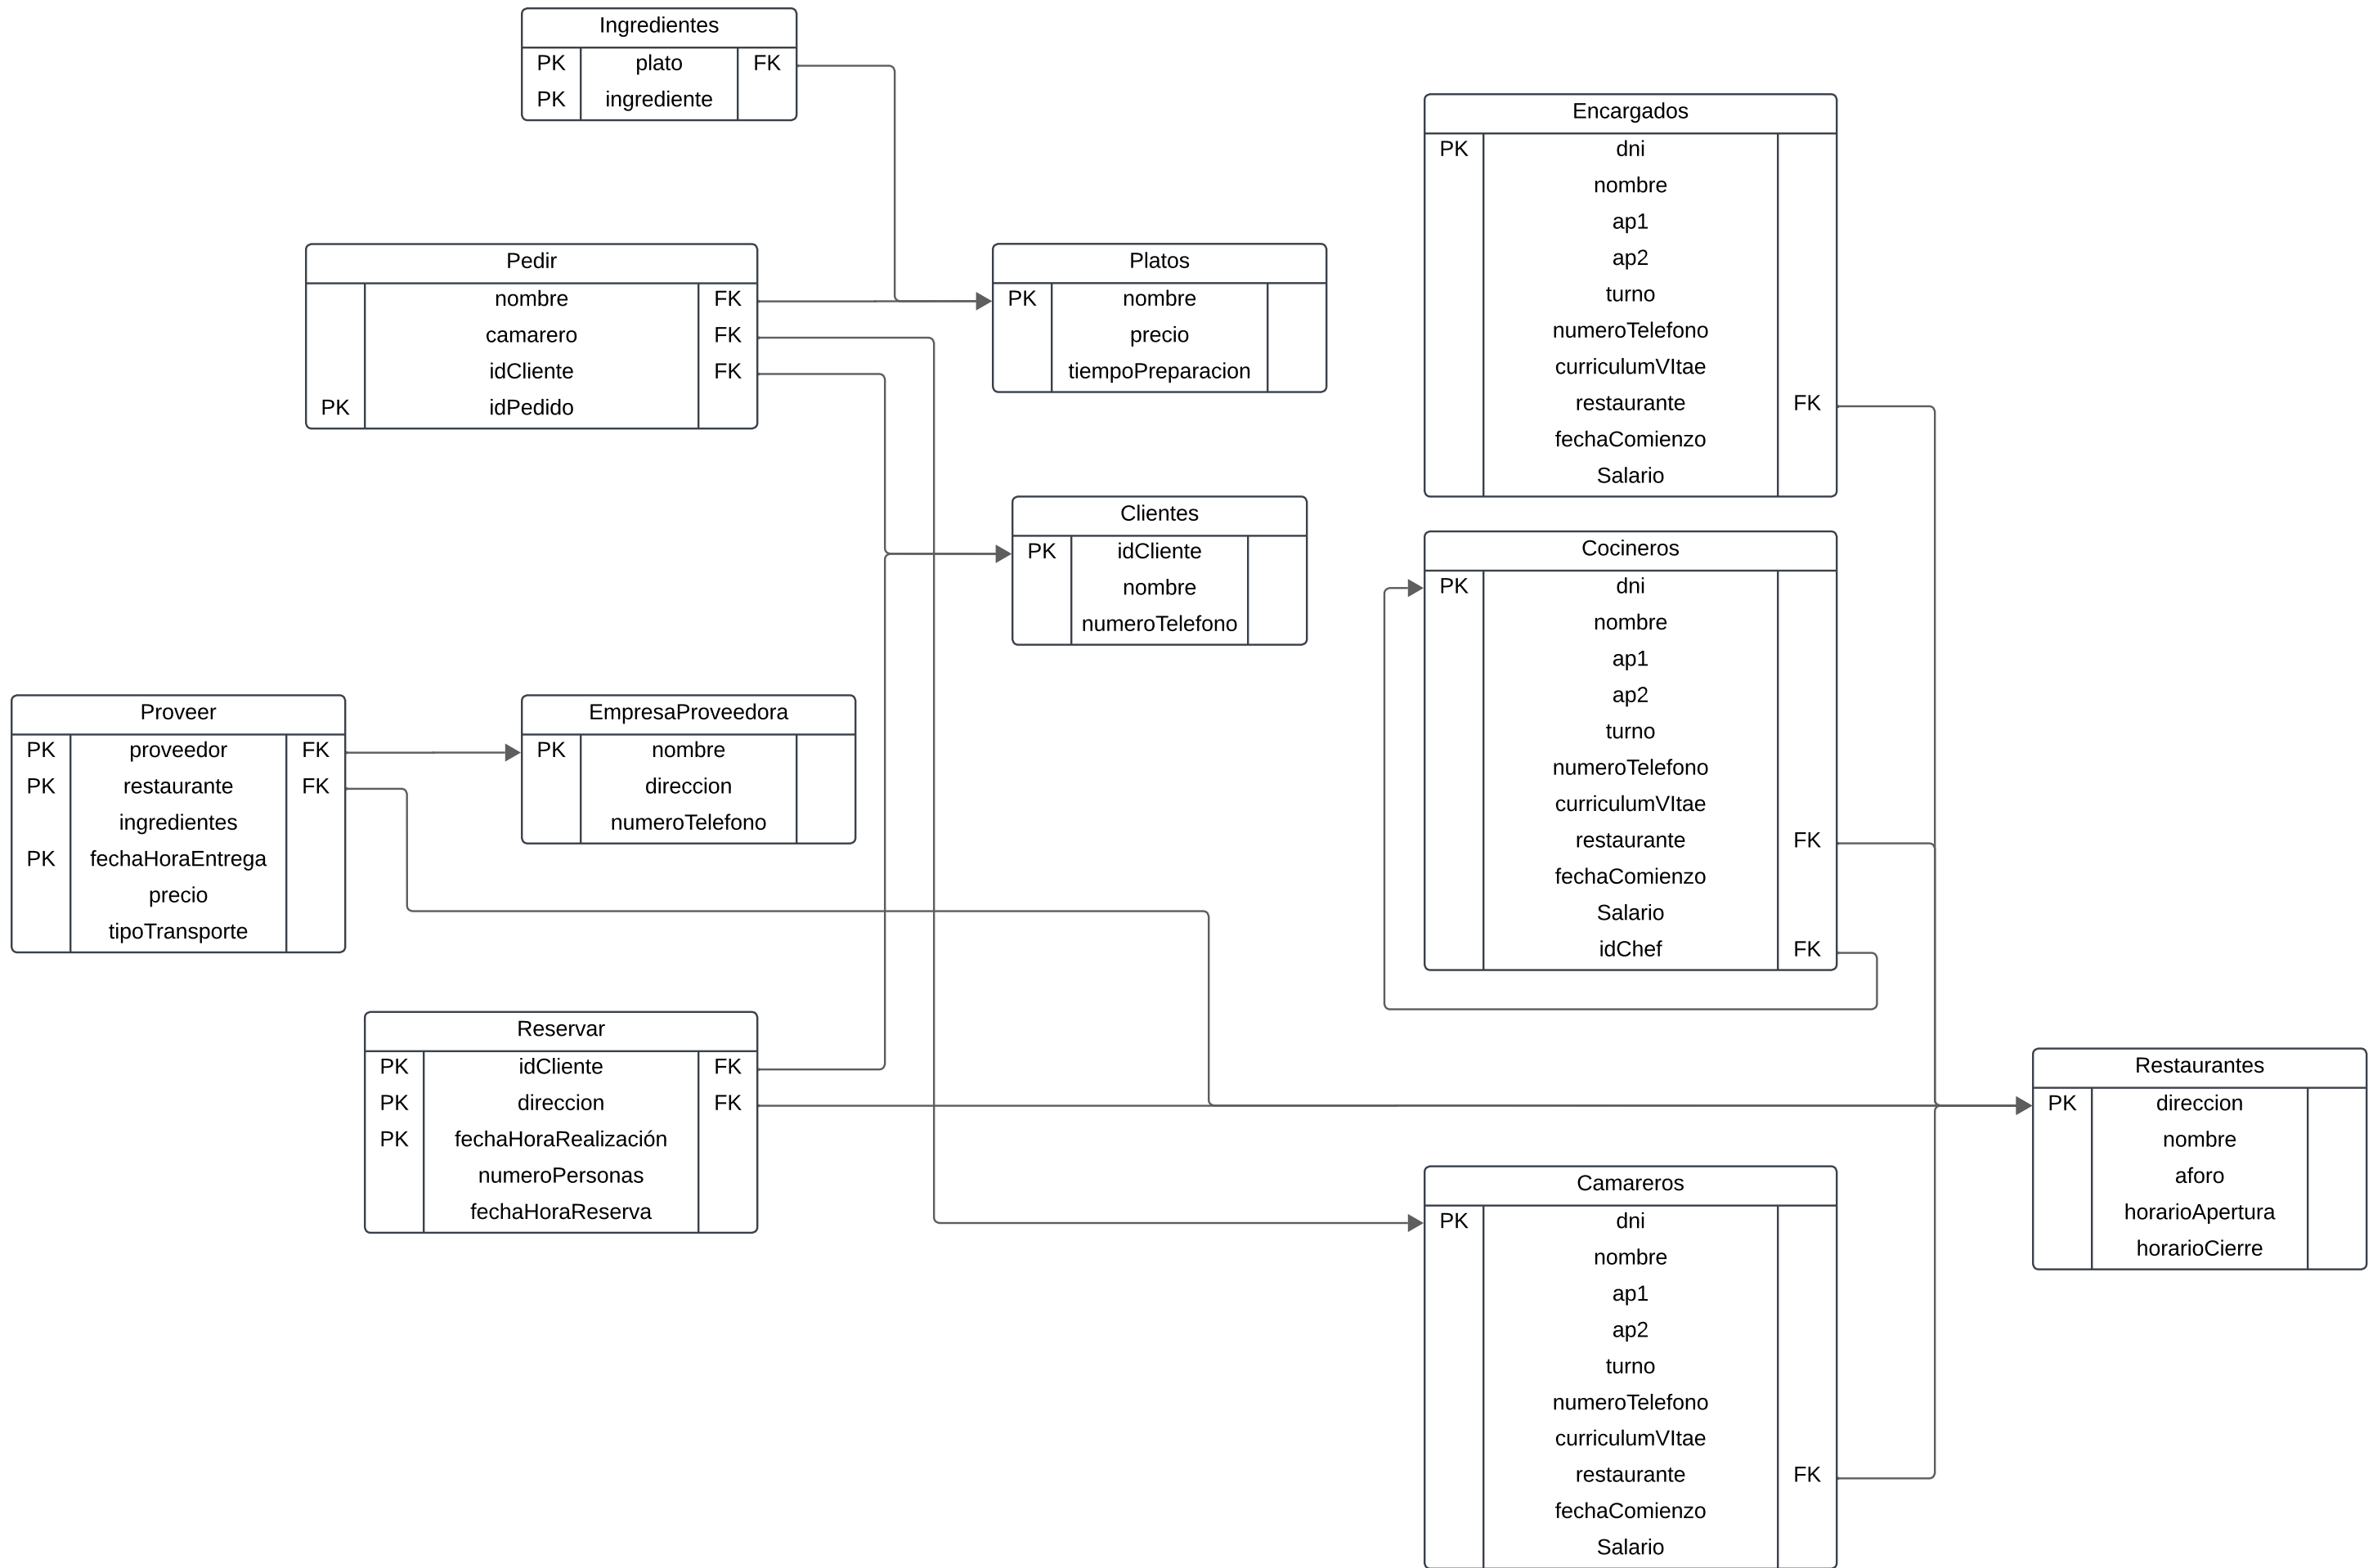 Ingredientes
PK plato FK
PK ingrediente
Encargados
PK dni
nombre
ap1
ap2
turno
numeroTelefono
curriculumVItae
restaurante FK
fechaComienzo
Salario
Pedir
nombre FK
camarero FK
idCliente FK
PK idPedido
Platos
PK nombre
precio
tiempoPreparacion
Clientes
PK idCliente
nombre
numeroTelefono
Cocineros
PK dni
nombre
ap1
ap2
turno
numeroTelefono
curriculumVItae
restaurante FK
fechaComienzo
Salario
idChef FK
Proveer
PK proveedor FK
PK restaurante FK
ingredientes
PK fechaHoraEntrega
precio
tipoTransporte
EmpresaProveedora
PK nombre
direccion
numeroTelefono
Reservar
PK idCliente FK
PK direccion FK
PK fechaHoraRealización
numeroPersonas
fechaHoraReserva
Restaurantes
PK direccion
nombre
aforo
horarioApertura
horarioCierre
Camareros
PK dni
nombre
ap1
ap2
turno
numeroTelefono
curriculumVItae
restaurante FK
fechaComienzo
Salario